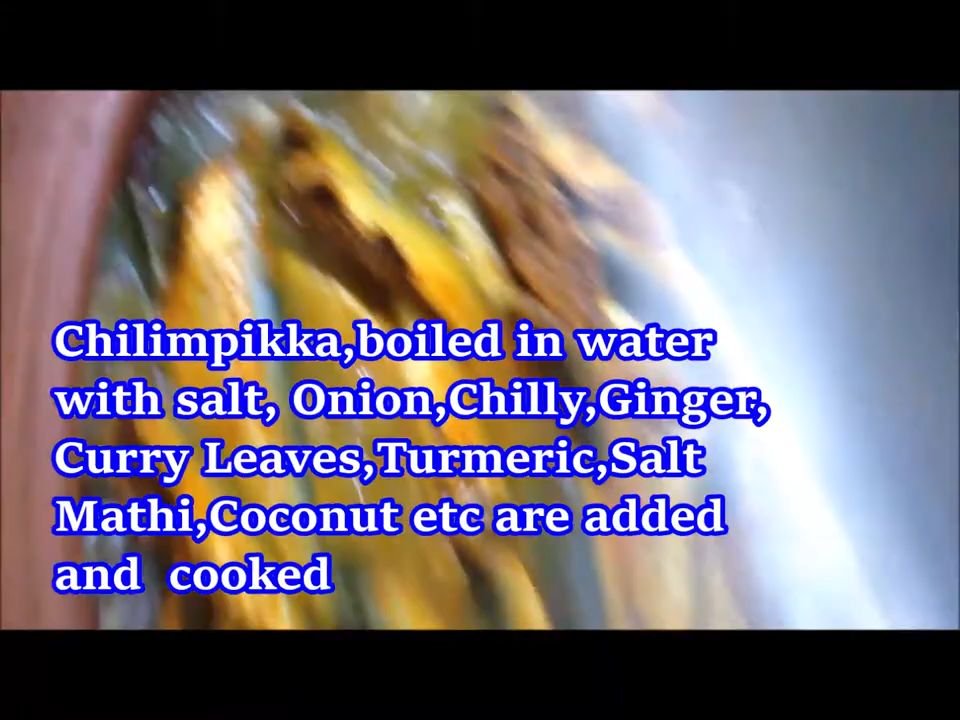 Chilimpikka,boiled in water
with salt, Onion,Chilly,Ginger,
Curry Leaves,Turmeric,Salt
Mathi,Coconut etc are added
and cooked